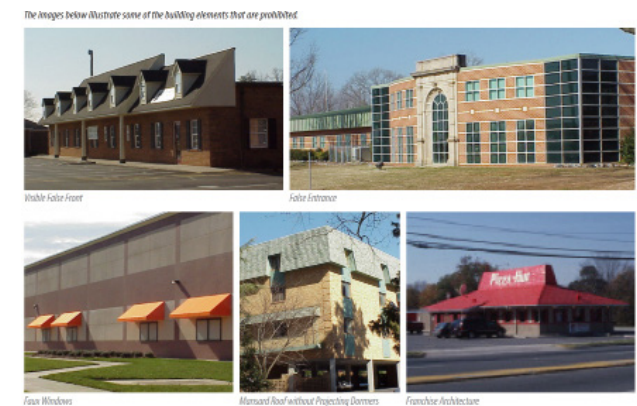 The images below illustrate some of the building elements that are prohibited.
Visible False Front
False Entrance
Pizza Hut
Faux Windows
Mansard Roof without Projecting Dormers
Franchise Architecture